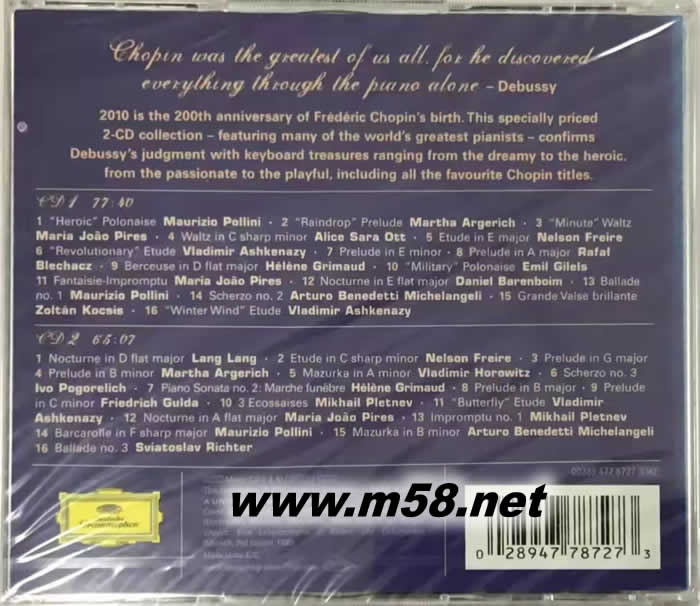 Chopin was the greatest of us all, for he discovered
everything through the piano alone – Debussy
2010 is the 200th anniversary of Frédéric Chopin's birth. This specially priced
2-CD collection – featuring many of the world's greatest pianists – confirms
Debussy's judgment with keyboard treasures ranging from the dreamy to the heroic,
from the passionate to the playful, including all the favourite Chopin titles.
CD1 77:40
1 "Heroic" Polonaise Maurizio Pollini · 2 "Raindrop" Prelude Martha Argerich · 3 "Minute" Waltz
Maria João Pires · 4 Waltz in C sharp minor Alice Sara Ott · 5 Etude in E major Nelson Freire
6 "Revolutionary" Etude Vladimir Ashkenazy · 7 Prelude in E minor · 8 Prelude in A major Rafał
Blechacz · 9 Berceuse in D flat major Hélène Grimaud · 10 "Military" Polonaise Emil Gilels
11 Fantaisie-Impromptu Maria João Pires · 12 Nocturne in E flat major Daniel Barenboim · 13 Ballade
no. 1 Maurizio Pollini · 14 Scherzo no. 2 Arturo Benedetti Michelangeli · 15 Grande Valse brillante
Zoltán Kocsis · 16 "Winter Wind" Etude Vladimir Ashkenazy
CD2 65:07
1 Nocturne in D flat major Lang Lang · 2 Etude in C sharp minor Nelson Freire · 3 Prelude in G major
4 Prelude in B minor Martha Argerich · 5 Mazurka in A minor Vladimir Horowitz · 6 Scherzo no. 3
Ivo Pogorelich · 7 Piano Sonata no. 2: Marche funèbre Hélène Grimaud · 8 Prelude in B major · 9 Prelude
in C minor Friedrich Gulda · 10 3 Ecossaises Mikhail Pletnev · 11 "Butterfly" Etude Vladimir
Ashkenazy · 12 Nocturne in A flat major Maria João Pires · 13 Impromptu no. 1 Mikhail Pletnev
14 Barcarolle in F sharp major Maurizio Pollini · 15 Mazurka in B minor Arturo Benedetti Michelangeli
16 Ballade no. 3 Sviatoslav Richter
www.m58.net
Deutsche
Grammophon
0 28947 78727 3